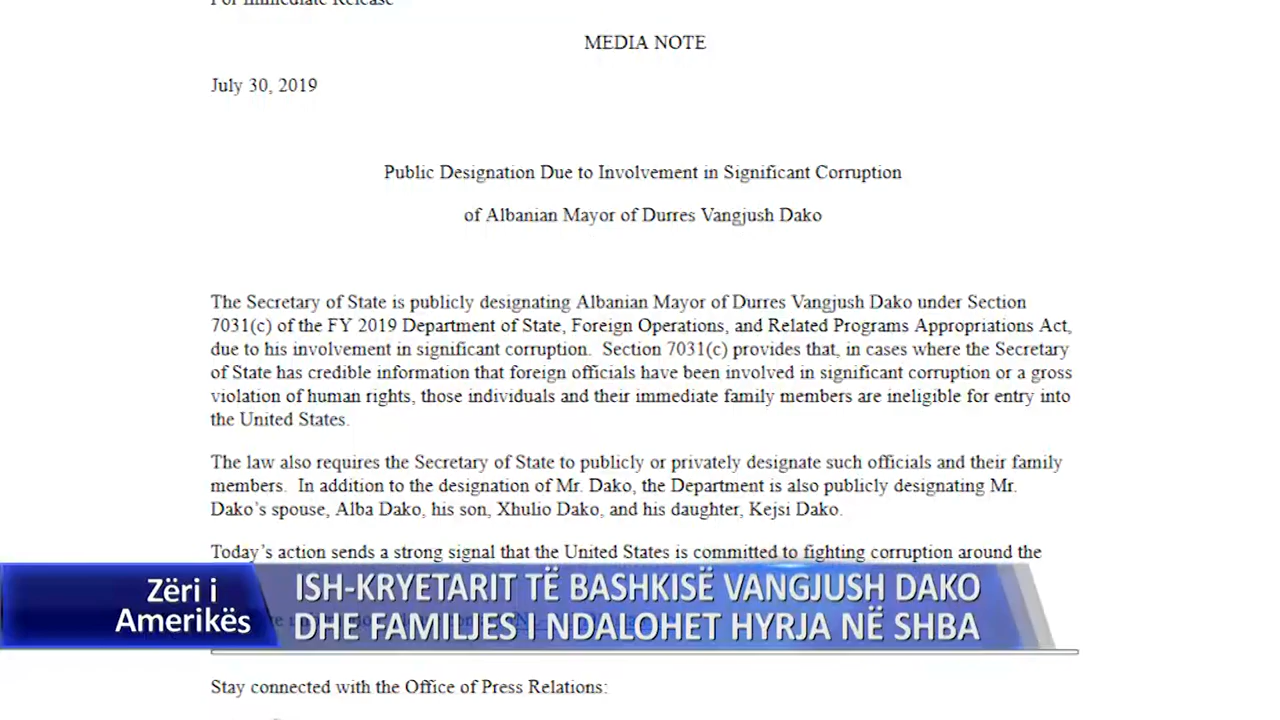 For Immediate Release
MEDIA NOTE
July 30, 2019
Public Designation Due to Involvement in Significant Corruption
of Albanian Mayor of Durres Vangjush Dako
The Secretary of State is publicly designating Albanian Mayor of Durres Vangjush Dako under Section
7031(c) of the FY 2019 Department of State, Foreign Operations, and Related Programs Appropriations Act,
due to his involvement in significant corruption.  Section 7031(c) provides that, in cases where the Secretary
of State has credible information that foreign officials have been involved in significant corruption or a gross
violation of human rights, those individuals and their immediate family members are ineligible for entry into
the United States.
The law also requires the Secretary of State to publicly or privately designate such officials and their family
members.  In addition to the designation of Mr. Dako, the Department is also publicly designating Mr.
Dako’s spouse, Alba Dako, his son, Xhulio Dako, and his daughter, Kejsi Dako.
Today’s action sends a strong signal that the United States is committed to fighting corruption around the
Zëri i
Amerikës
ISH-KRYETARIT TË BASHKISË VANGJUSH DAKO
DHE FAMILJES I NDALOHET HYRJA NË SHBA
Stay connected with the Office of Press Relations: